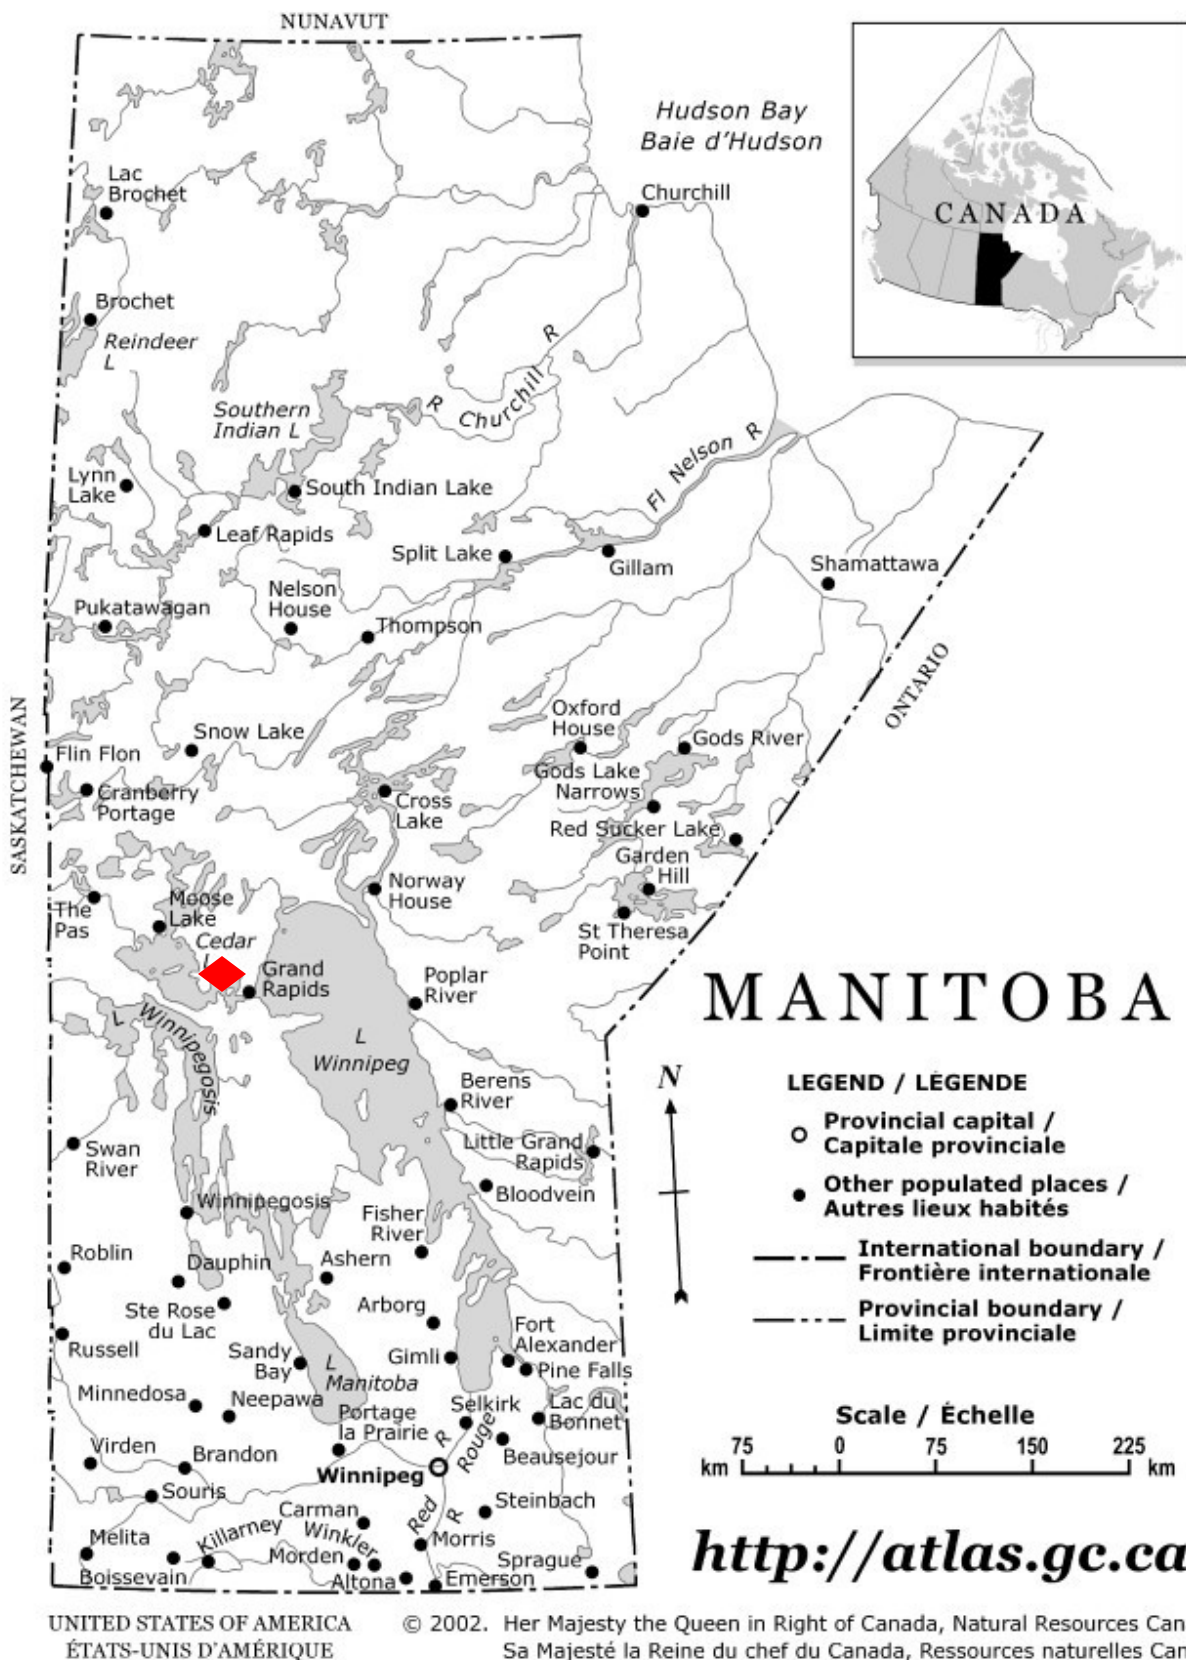 NUNAVUT
Hudson Bay
Baie d'Hudson
CANADA
Lac
Brochet
Churchill
Brochet
Reindeer
L
Southern
Indian L
R Churchill R
Fl Nelson R
Lynn
Lake
South Indian Lake
Leaf Rapids
Split Lake
Gillam
Shamattawa
Nelson
House
Pukatawagan
Thompson
ONTARIO
SASKATCHEWAN
Oxford
House
Snow Lake
Gods River
Flin Flon
Gods Lake
Narrows
Cranberry
Portage
Cross
Lake
Red Sucker Lake
Garden
Hill
Norway
House
The
Pas
Moose
Lake
St Theresa
Point
Cedar
Grand
Rapids
Poplar
River
MANITOBA
L Winnipegosis
L
Winnipeg
N
LEGEND / LÉGENDE
Provincial capital /
Capitale provinciale
Other populated places /
Autres lieux habités
International boundary /
Frontière internationale
Provincial boundary /
Limite provinciale
Berens
River
Swan
River
Little Grand
Rapids
Bloodvein
Winnipegosis
Fisher
River
Roblin
Dauphin
Ashern
Ste Rose
du Lac
Arborg
Fort
Alexander
Russell
Sandy
Bay
Gimli
Pine Falls
L
Manitoba
Minnedosa
Neepawa
Selkirk
Lac du
Bonnet
Portage
la Prairie
R Rouge
Beausejour
Virden
Brandon
Winnipeg
Souris
Carman
Steinbach
Red R
Winkler
Melita
Killarney
Morris
Morden
Sprague
Boissevain
Altona
Emerson
Scale / Échelle
75 0 75 150 225
km km
http://atlas.gc.ca
UNITED STATES OF AMERICA
ÉTATS-UNIS D'AMÉRIQUE
© 2002. Her Majesty the Queen in Right of Canada, Natural Resources Can
Sa Majesté la Reine du chef du Canada, Ressources naturelles Can